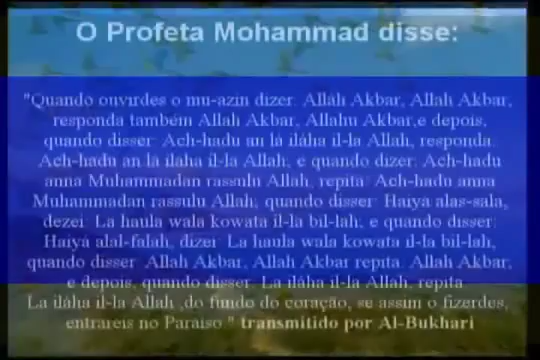 O Profeta Mohammad disse:
"Quando ouvirdes o mu-azin dizer: Allah Akbar, Allah Akbar,
responda também Allah Akbar, Allahu Akbar,e depois,
quando disser: Ach-hadu an lá iláha il-la Allah, responda:
Ach-hadu an la ilaha il-la Allah; e quando dizer: Ach-hadu
anna Muhammadan rassulu Allah, repita: Ach-hadu anna
Muhammadan rassulu Allah; quando disser: Haiya alas-sala,
dezei: La haula wala kowata il-la bil-lah; e quando disser:
Haiya alal-falah, dizei: La haula wala kowata il-la bil-lah,
quando disser: Allah Akbar, Allah Akbar repita: Allah Akbar;
e depois, quando disser: La iláha il-la Allah, repita:
La iláha il-la Allah ,do fundo do coração, se assim o fizerdes,
entrareis no Paraíso " transmitido por Al-Bukhari